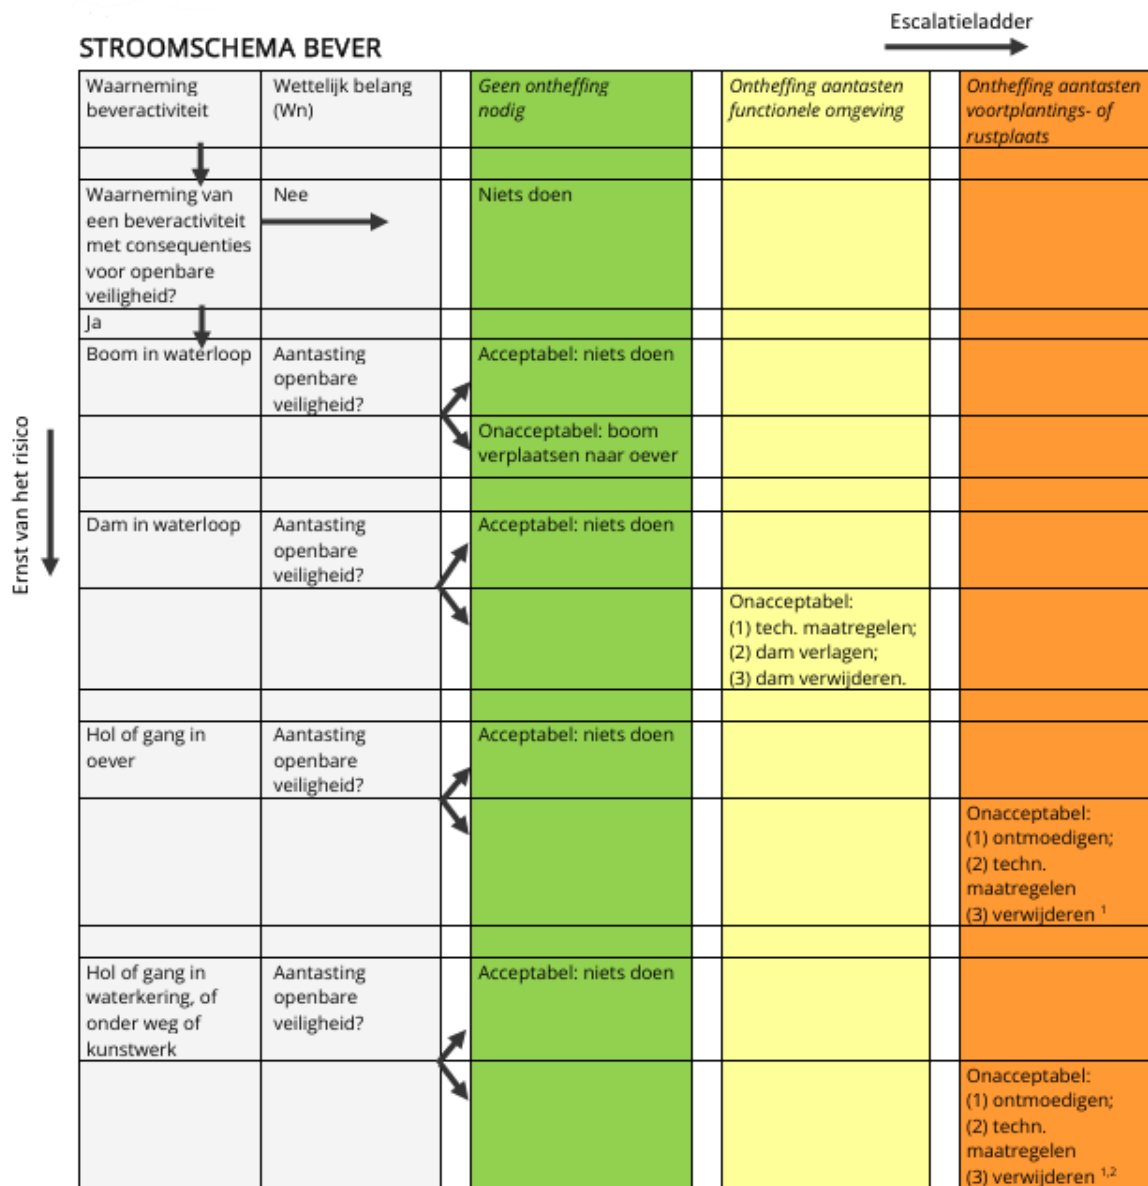 Escalatieladder
STROOMSCHEMA BEVER
Waarneming
beveractiviteit
Wettelijk belang
(Wn)
Geen ontheffing
nodig
Ontheffing aantasten
functionele omgeving
Ontheffing aantasten
voortplantings- of
rustplaats
Waarneming van
een beveractiviteit
met consequenties
voor openbare
veiligheid?
Nee
Niets doen
Ja
Boom in waterloop
Aantasting
openbare
veiligheid?
Acceptabel: niets doen
Onacceptabel: boom
verplaatsen naar oever
Ernst van het risico
Dam in waterloop
Aantasting
openbare
veiligheid?
Acceptabel: niets doen
Onacceptabel:
(1) tech. maatregelen;
(2) dam verlagen;
(3) dam verwijderen.
Hol of gang in
oever
Aantasting
openbare
veiligheid?
Acceptabel: niets doen
Onacceptabel:
(1) ontmoedigen;
(2) techn.
maatregelen
(3) verwijderen ¹
Hol of gang in
waterkering, of
onder weg of
kunstwerk
Aantasting
openbare
veiligheid?
Acceptabel: niets doen
Onacceptabel:
(1) ontmoedigen;
(2) techn.
maatregelen
(3) verwijderen ¹,²